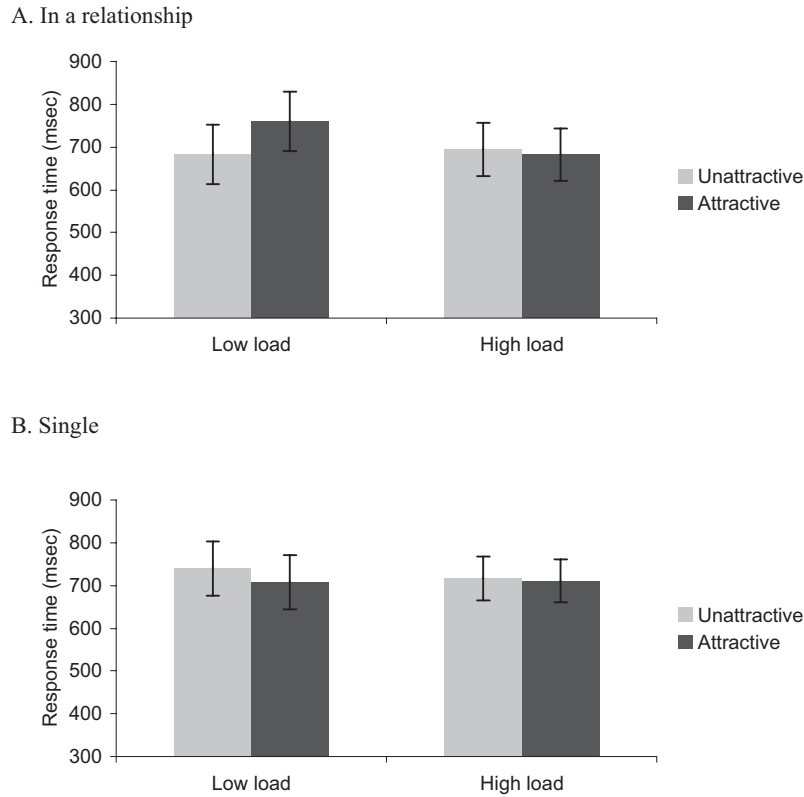 A. In a relationship
Response time (msec)
900
800
700
600
500
400
300
Low load
High load
Unattractive
Attractive
B. Single
Response time (msec)
900
800
700
600
500
400
300
Low load
High load
Unattractive
Attractive